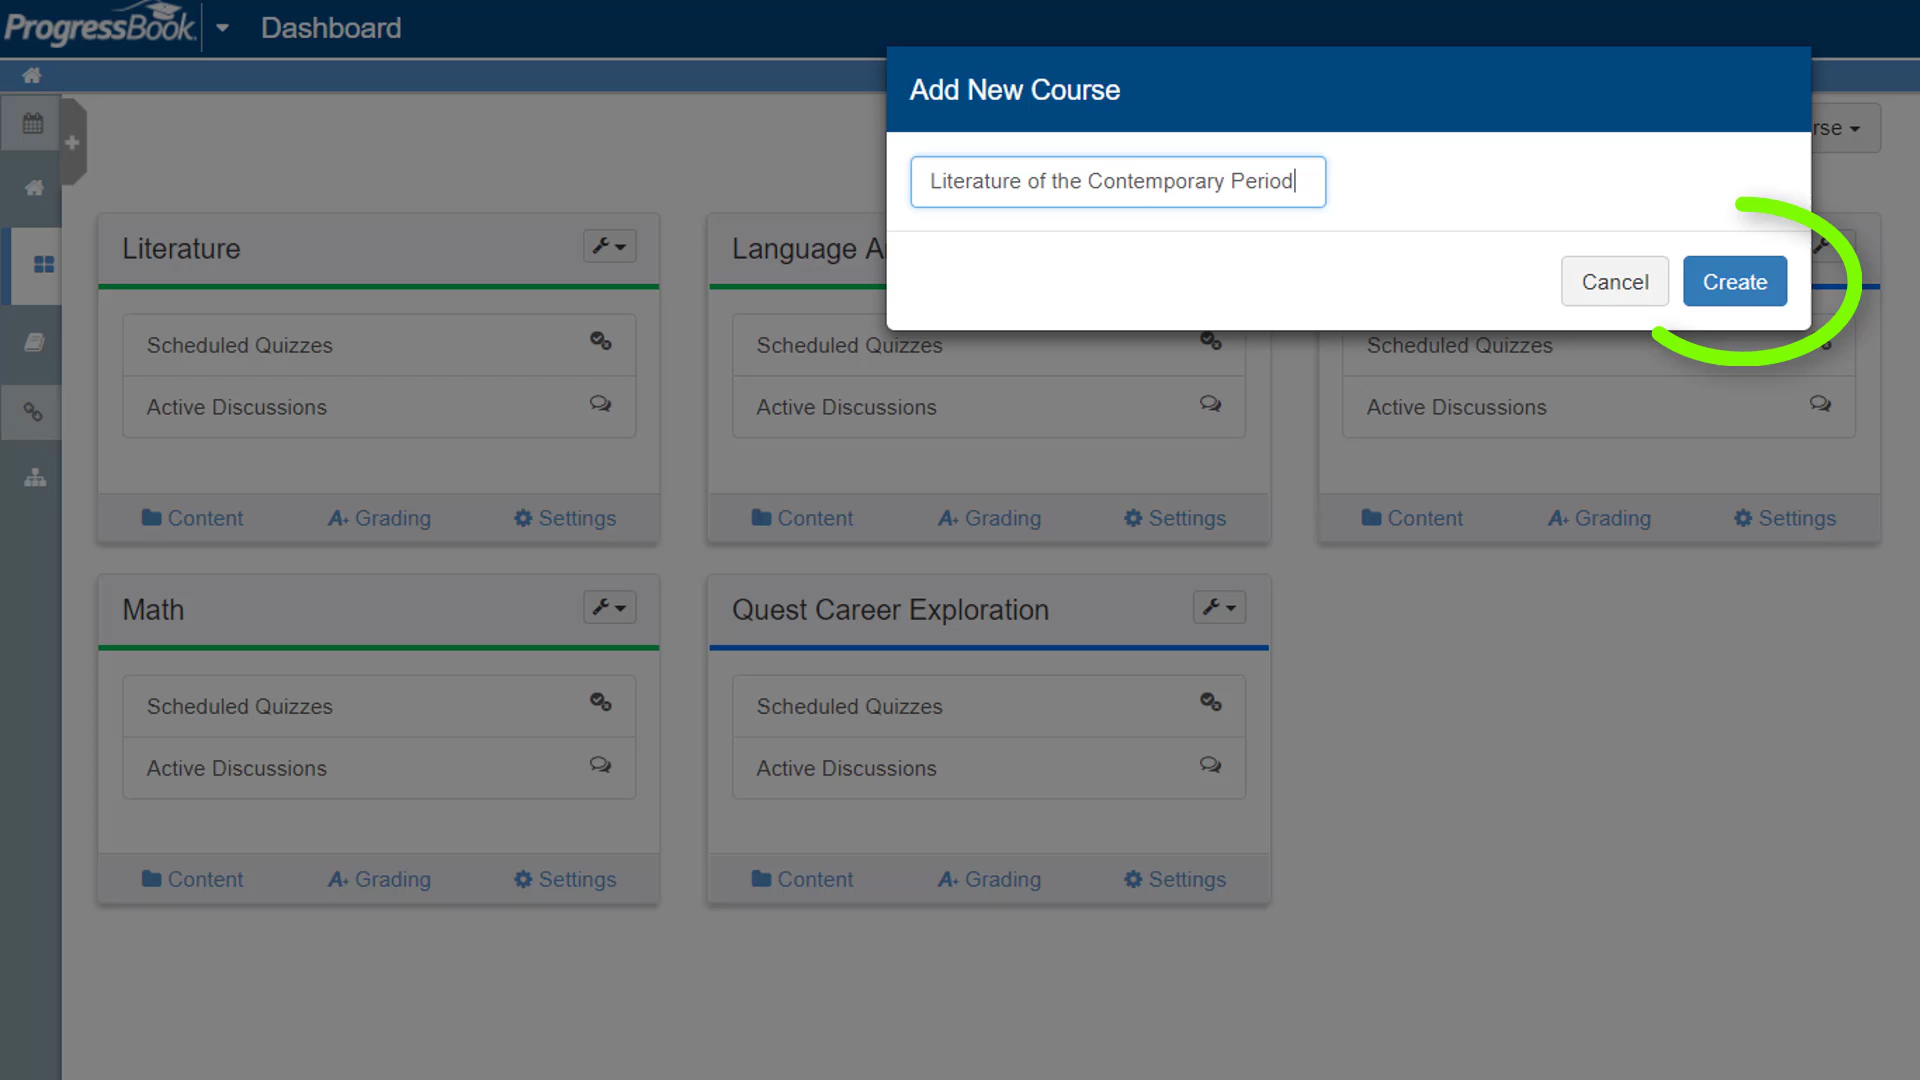 ProgressBook
Dashboard
Add New Course
rse
Literature of the Contemporary Period
Cancel
Create
Literature
Scheduled Quizzes
Active Discussions
Content
A+ Grading
Settings
Language A
Scheduled Quizzes
Active Discussions
Content
A+ Grading
Settings
Scheduled Quizzes
Active Discussions
Content
A+ Grading
Settings
Math
Scheduled Quizzes
Active Discussions
Content
A+ Grading
Settings
Quest Career Exploration
Scheduled Quizzes
Active Discussions
Content
A+ Grading
Settings